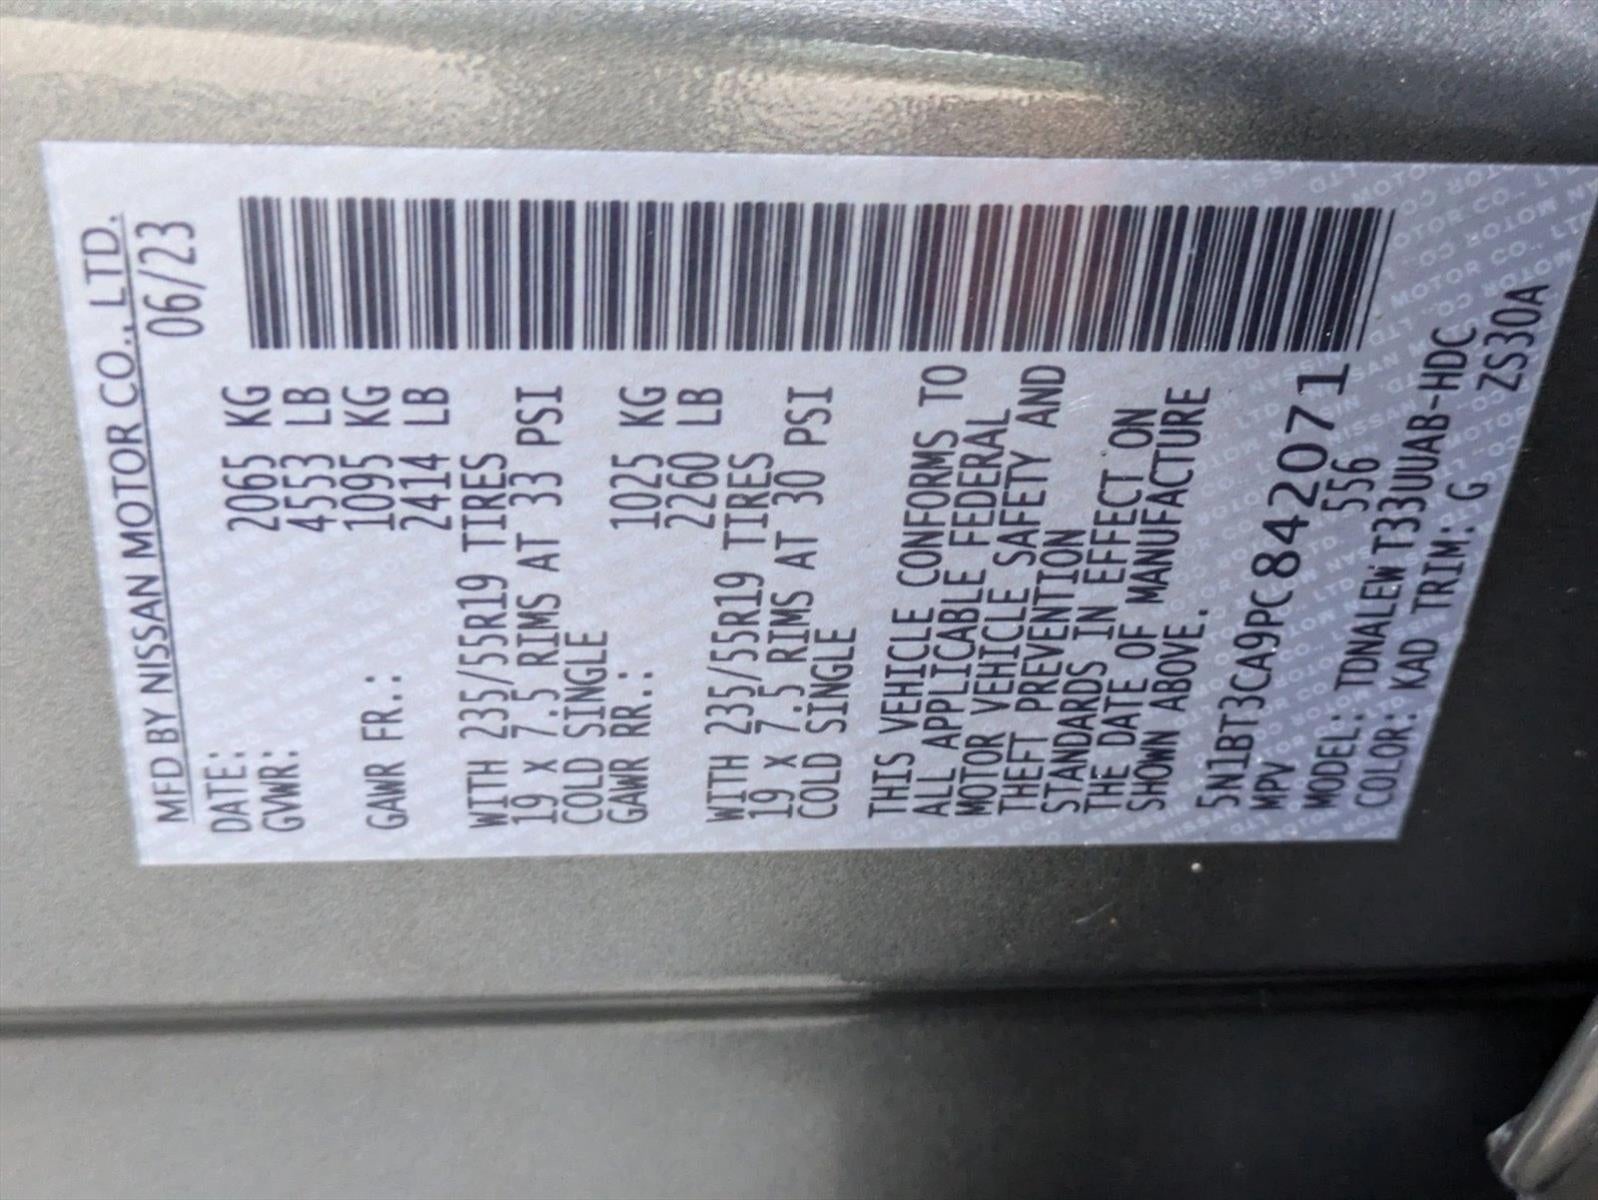 MFD BY NISSAN MOTOR CO., LTD.
DATE: 06/23
GVWR: 2065 KG
4553 LB
GAWR FR.: 1095 KG
2414 LB
WITH 235/55R19 TIRES
19 X 7.5 RIMS AT 33 PSI
COLD SINGLE
GAWR RR.: 1025 KG
2260 LB
WITH 235/55R19 TIRES
19 X 7.5 RIMS AT 30 PSI
COLD SINGLE
THIS VEHICLE CONFORMS TO
ALL APPLICABLE FEDERAL
MOTOR VEHICLE SAFETY AND
THEFT PREVENTION
STANDARDS IN EFFECT ON
THE DATE OF MANUFACTURE
SHOWN ABOVE.
5N1BT3CA9PC842071
MPV 556
MODEL: TDNALEW T33UUAB-HDC
COLOR: KAD TRIM: G ZS30A